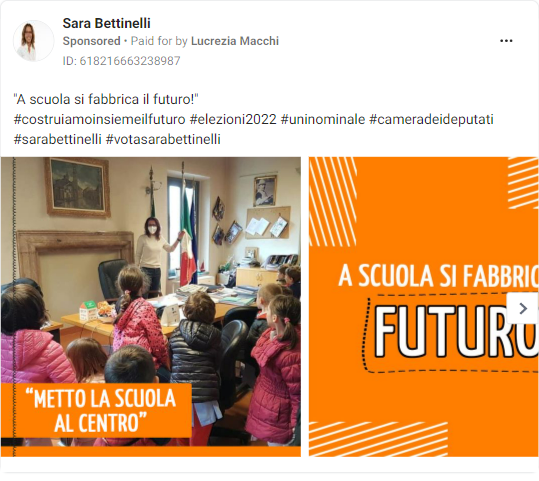 Sara Bettinelli
Sponsored • Paid for by Lucrezia Macchi
ID: 618216663238987
"A scuola si fabbrica il futuro!"
#costruiamoinsiemeilfuturo #elezioni2022 #uninominale #cameradeideputati
#sarabettinelli #votasarabettinelli
“METTO LA SCUOLA
AL CENTRO”
A SCUOLA SI FABBRIC
FUTURO